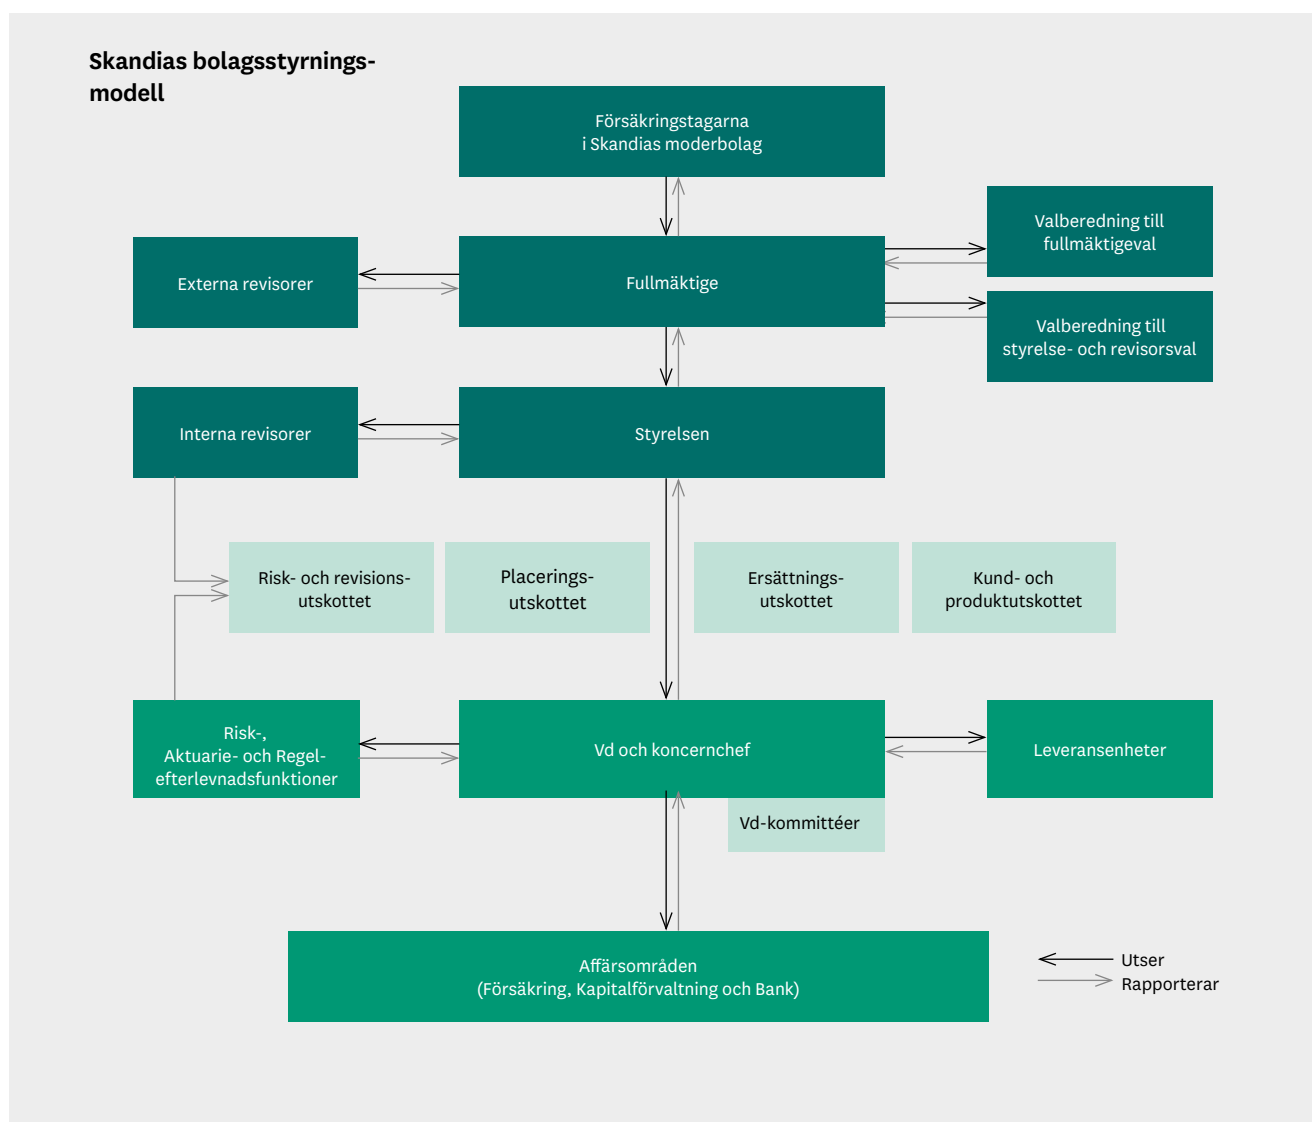 Skandias bolagsstyrnings-
modell
Försäkringstagarna
i Skandias moderbolag
Valberedning till
fullmäktigeval
Externa revisorer
Fullmäktige
Valberedning till
styrelse- och revisorsval
Interna revisorer
Styrelsen
Risk- och revisions-
utskottet
Placerings-
utskottet
Ersättnings-
utskottet
Kund- och
produktutskottet
Risk-,
Aktuarie- och Regel-
efterlevnadsfunktioner
Vd och koncernchef
Leveransenheter
Vd-kommittéer
Affärsområden
(Försäkring, Kapitalförvaltning och Bank)
Utser
Rapporterar